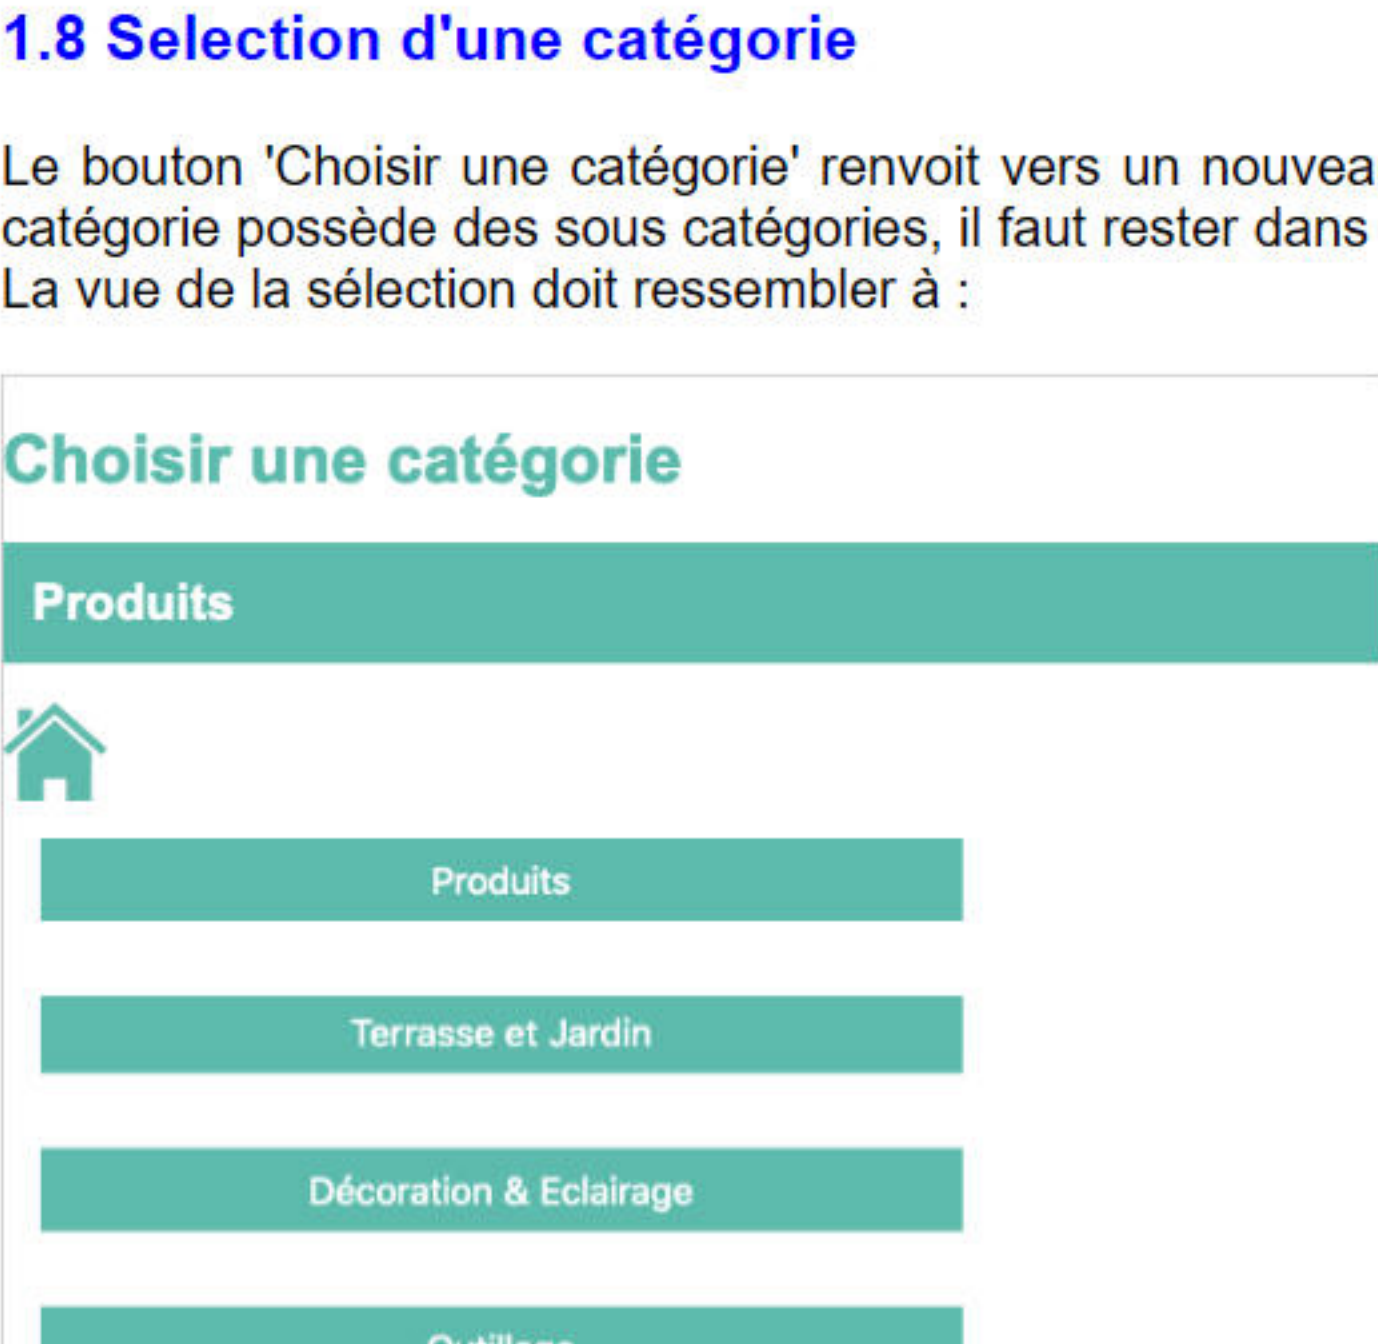 1.8 Selection d'une catégorie
Le bouton 'Choisir une catégorie' renvoit vers un nouvea
catégorie possède des sous catégories, il faut rester dans
La vue de la sélection doit ressembler à :
Choisir une catégorie
Produits
Produits
Terrasse et Jardin
Décoration & Eclairage
Outillage